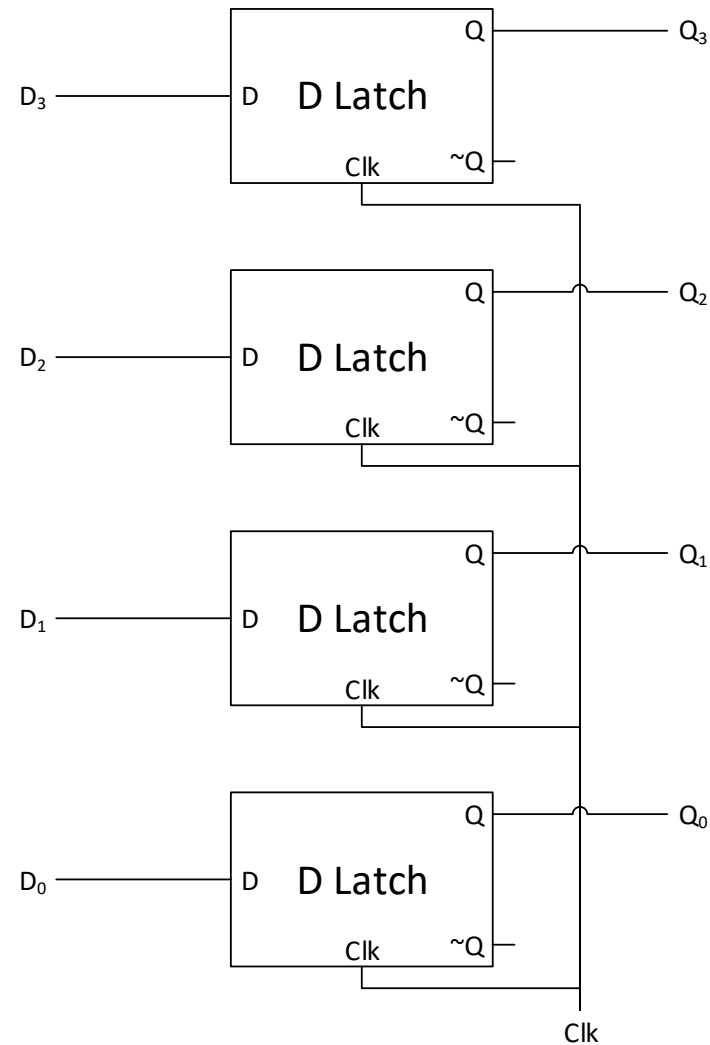 Q Q₃
D₃ D D Latch
~Q
Clk
Q Q₂
D₂ D D Latch
~Q
Clk
Q Q₁
D₁ D D Latch
~Q
Clk
Q Q₀
D₀ D D Latch
~Q
Clk
Clk